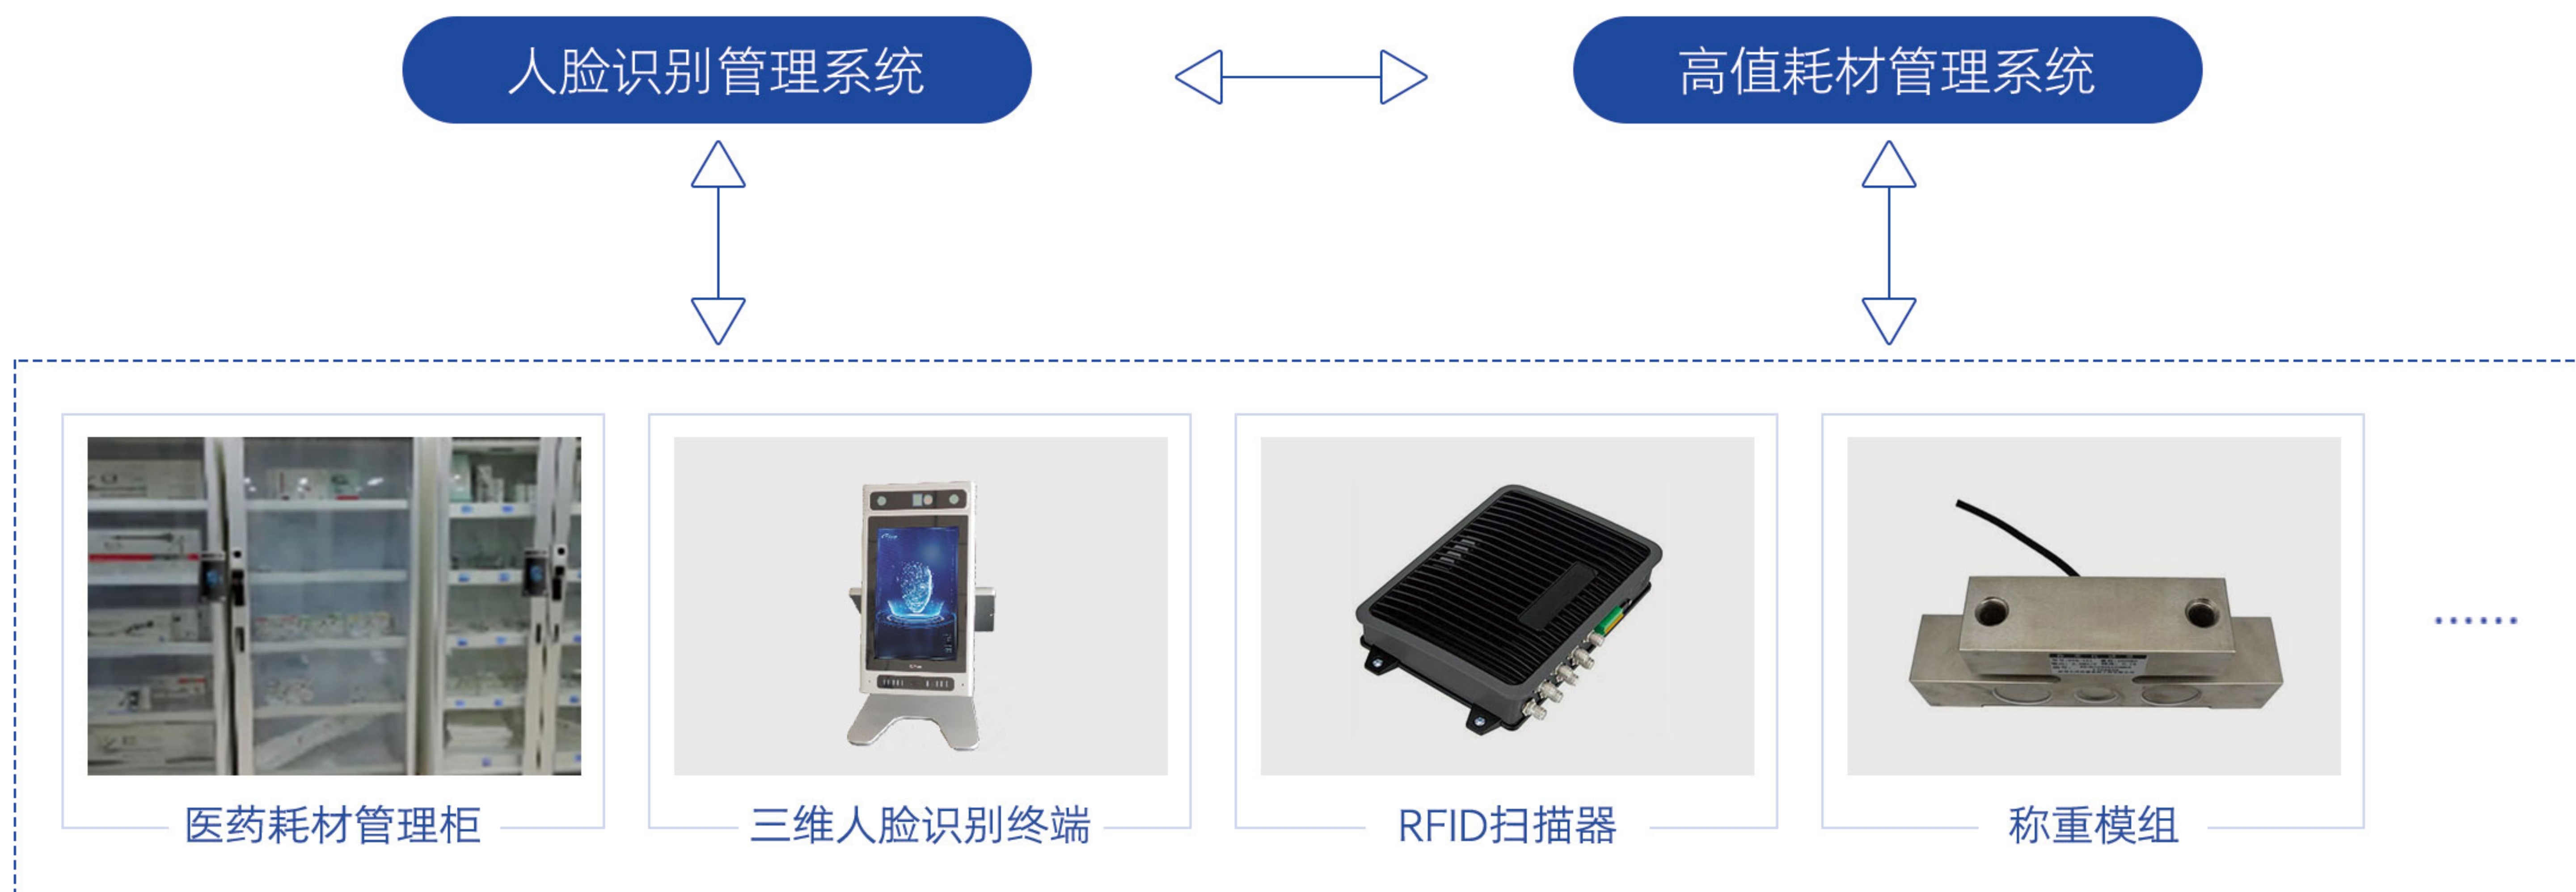 人脸识别管理系统
高值耗材管理系统
医药耗材管理柜
三维人脸识别终端
RFID扫描器
称重模组
......